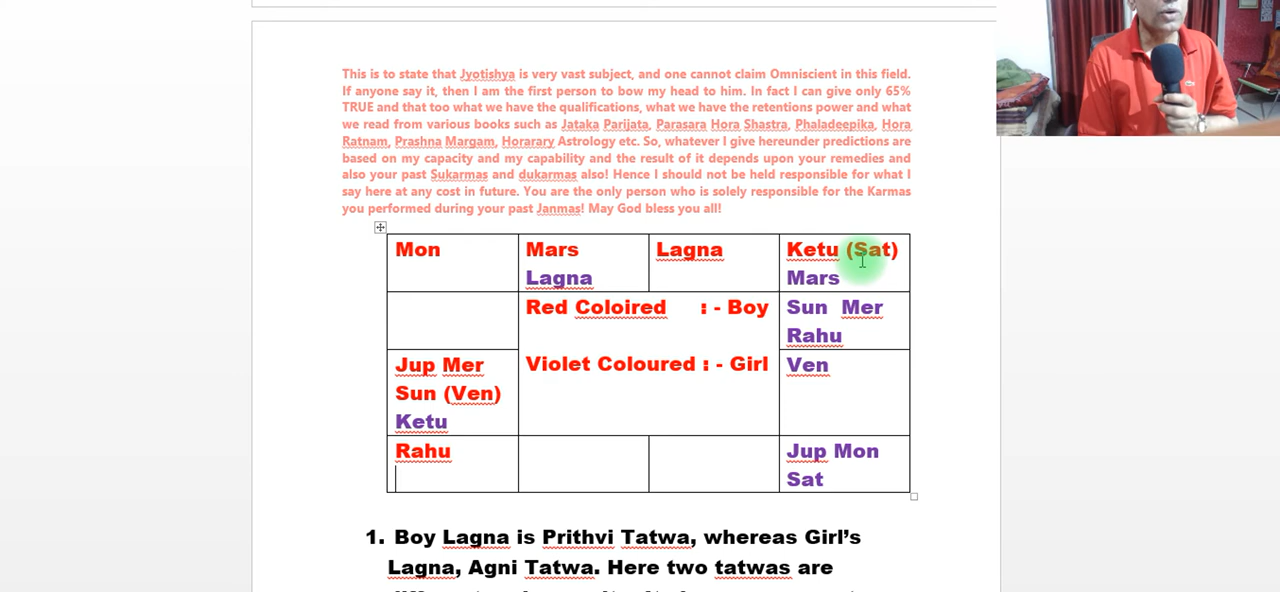 This is to state that Jyotishya is very vast subject, and one cannot claim Omniscient in this field.
If anyone say it, then I am the first person to bow my head to him. In fact I can give only 65%
TRUE and that too what we have the qualifications, what we have the retentions power and what
we read from various books such as Jataka Parijata, Parasara Hora Shastra, Phaladeepika, Hora
Ratnam, Prashna Margam, Horarary Astrology etc. So, whatever I give hereunder predictions are
based on my capacity and my capability and the result of it depends upon your remedies and
also your past Sukarmas and dukarmas also! Hence I should not be held responsible for what I
say here at any cost in future. You are the only person who is solely responsible for the Karmas
you performed during your past Janmas! May God bless you all!
Mon Mars Lagna Ketu (Sat)
Lagna Mars
Red Coloired : - Boy Sun Mer
Rahu
Jup Mer Violet Coloured : - Girl Ven
Sun (Ven)
Ketu
Rahu Jup Mon
Sat
1. Boy Lagna is Prithvi Tatwa, whereas Girl's
Lagna, Agni Tatwa. Here two tatwas are